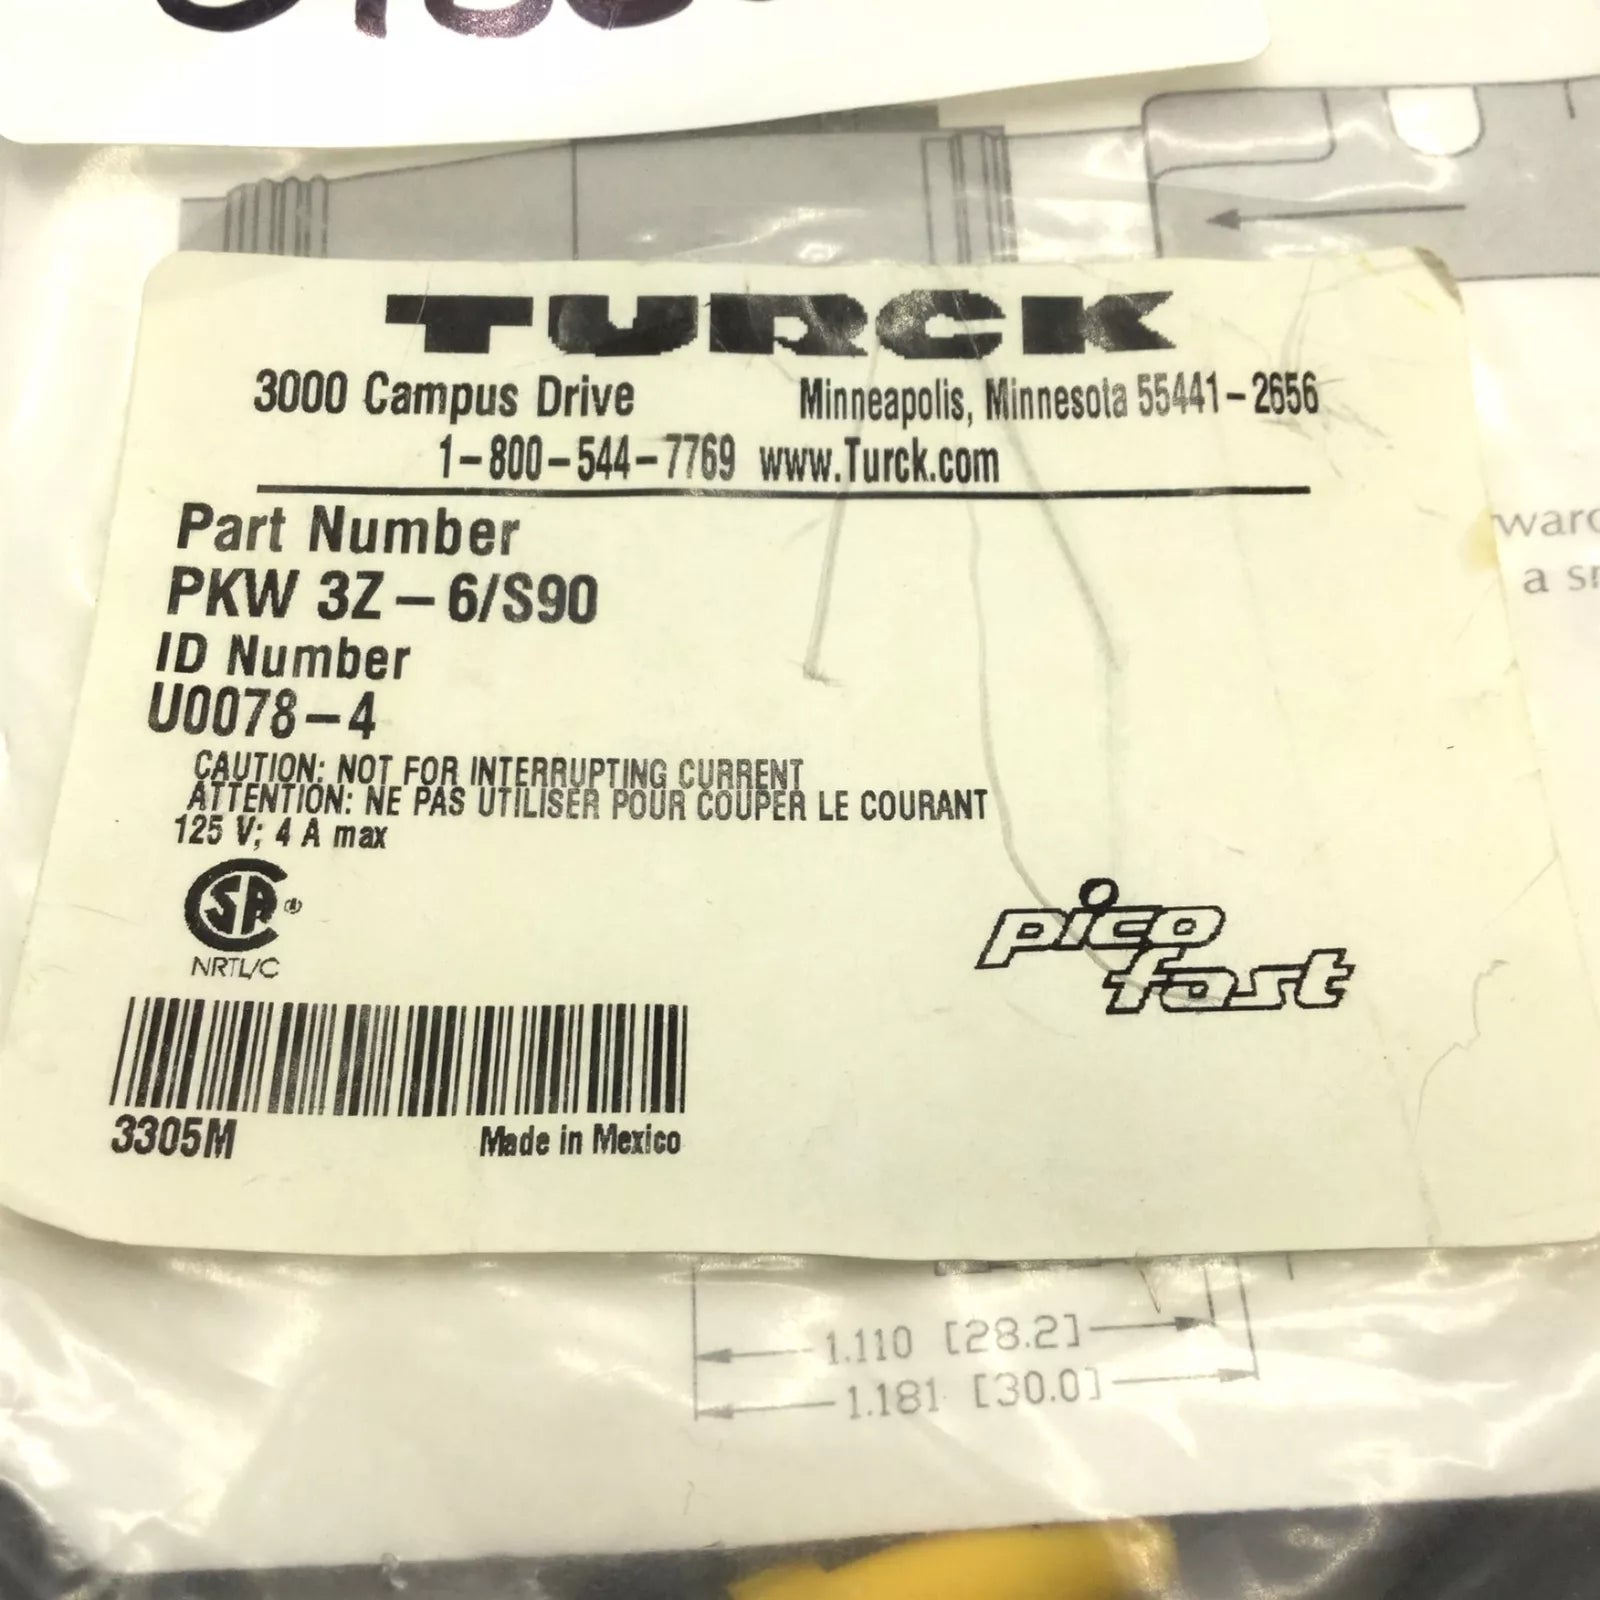 TURCK
3000 Campus Drive Minneapolis, Minnesota 55441-2656
1-800-544-7769 www.Turck.com
Part Number
PKW 3Z-6/S90
ID Number
U0078-4
CAUTION: NOT FOR INTERRUPTING CURRENT
ATTENTION: NE PAS UTILISER POUR COUPER LE COURANT
125 V; 4 A max
CSA ®
NRTL/C
pico
fast
3305M Made in Mexico
1.110 [28.2]
1.181 [30.0]